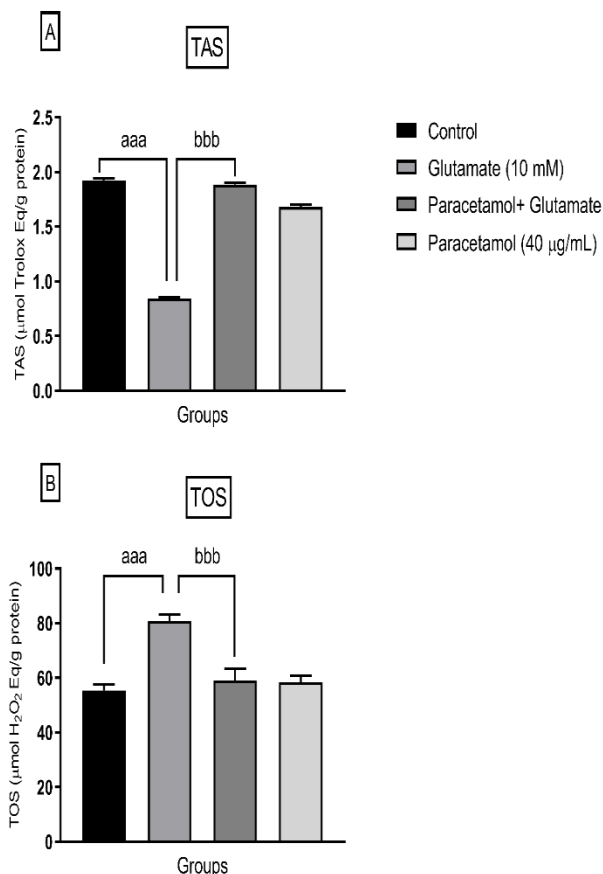 A
TAS
TAS (μmol Trolox Eq/g protein)
2.5
2.0
1.5
1.0
0.5
0.0
aaa
bbb
Groups
Control
Glutamate (10 mM)
Paracetamol+ Glutamate
Paracetamol (40 μg/mL)
B
TOS
TOS (μmol H₂O₂ Eq/g protein)
100
80
60
40
20
0
aaa
bbb
Groups